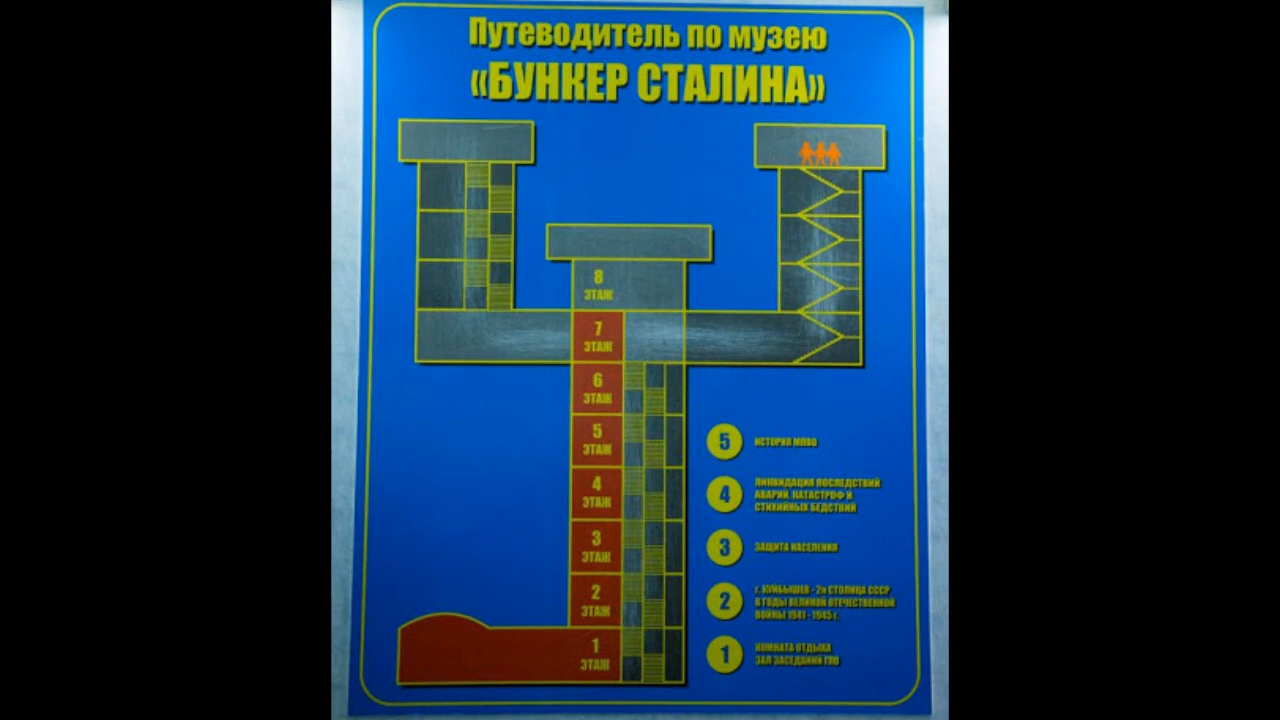 Путеводитель по музею
«БУНКЕР СТАЛИНА»
8
ЭТАЖ
7
ЭТАЖ
6
ЭТАЖ
5
ЭТАЖ
4
ЭТАЖ
3
ЭТАЖ
2
ЭТАЖ
1
ЭТАЖ
5
ИСТОРИЯ МПВО
4
ЛИКВИДАЦИЯ ПОСЛЕДСТВИЙ
АВАРИЙ, КАТАСТРОФ И
СТИХИЙНЫХ БЕДСТВИЙ
3
ЗАЩИТА НАСЕЛЕНИЯ
2
г. КУЙБЫШЕВ - 2я СТОЛИЦА СССР
В ГОДЫ ВЕЛИКОЙ ОТЕЧЕСТВЕННОЙ
ВОЙНЫ 1941 - 1945 г.
1
КОМНАТА ОТДЫХА
ЗАЛ ЗАСЕДАНИЙ ГКО